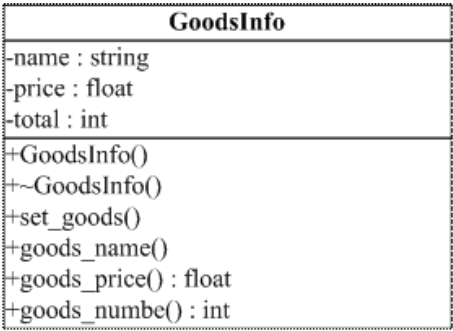 GoodsInfo
-name : string
-price : float
-total : int
+GoodsInfo()
+~GoodsInfo()
+set_goods()
+goods_name()
+goods_price() : float
+goods_numbe() : int